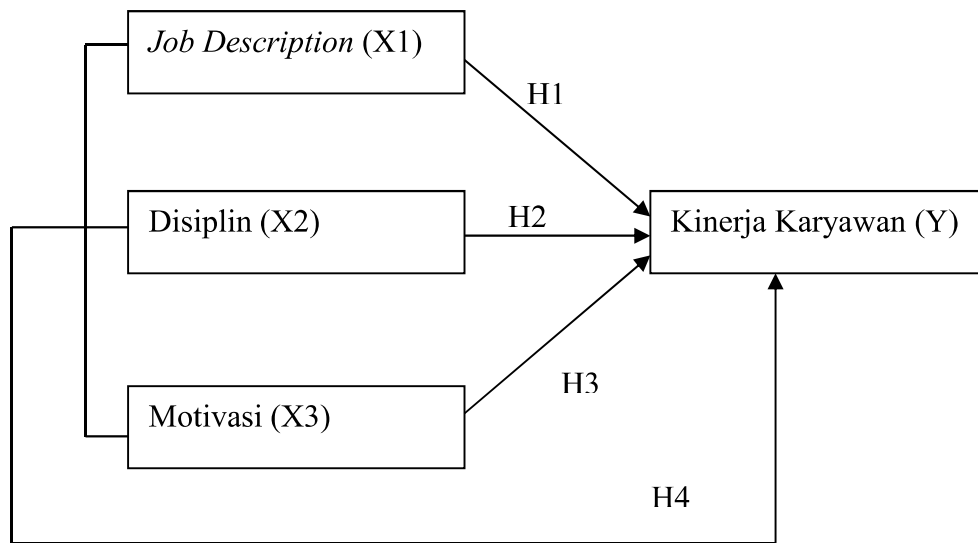 Job Description (X1)
H1
Disiplin (X2)
H2
Kinerja Karyawan (Y)
H3
Motivasi (X3)
H4